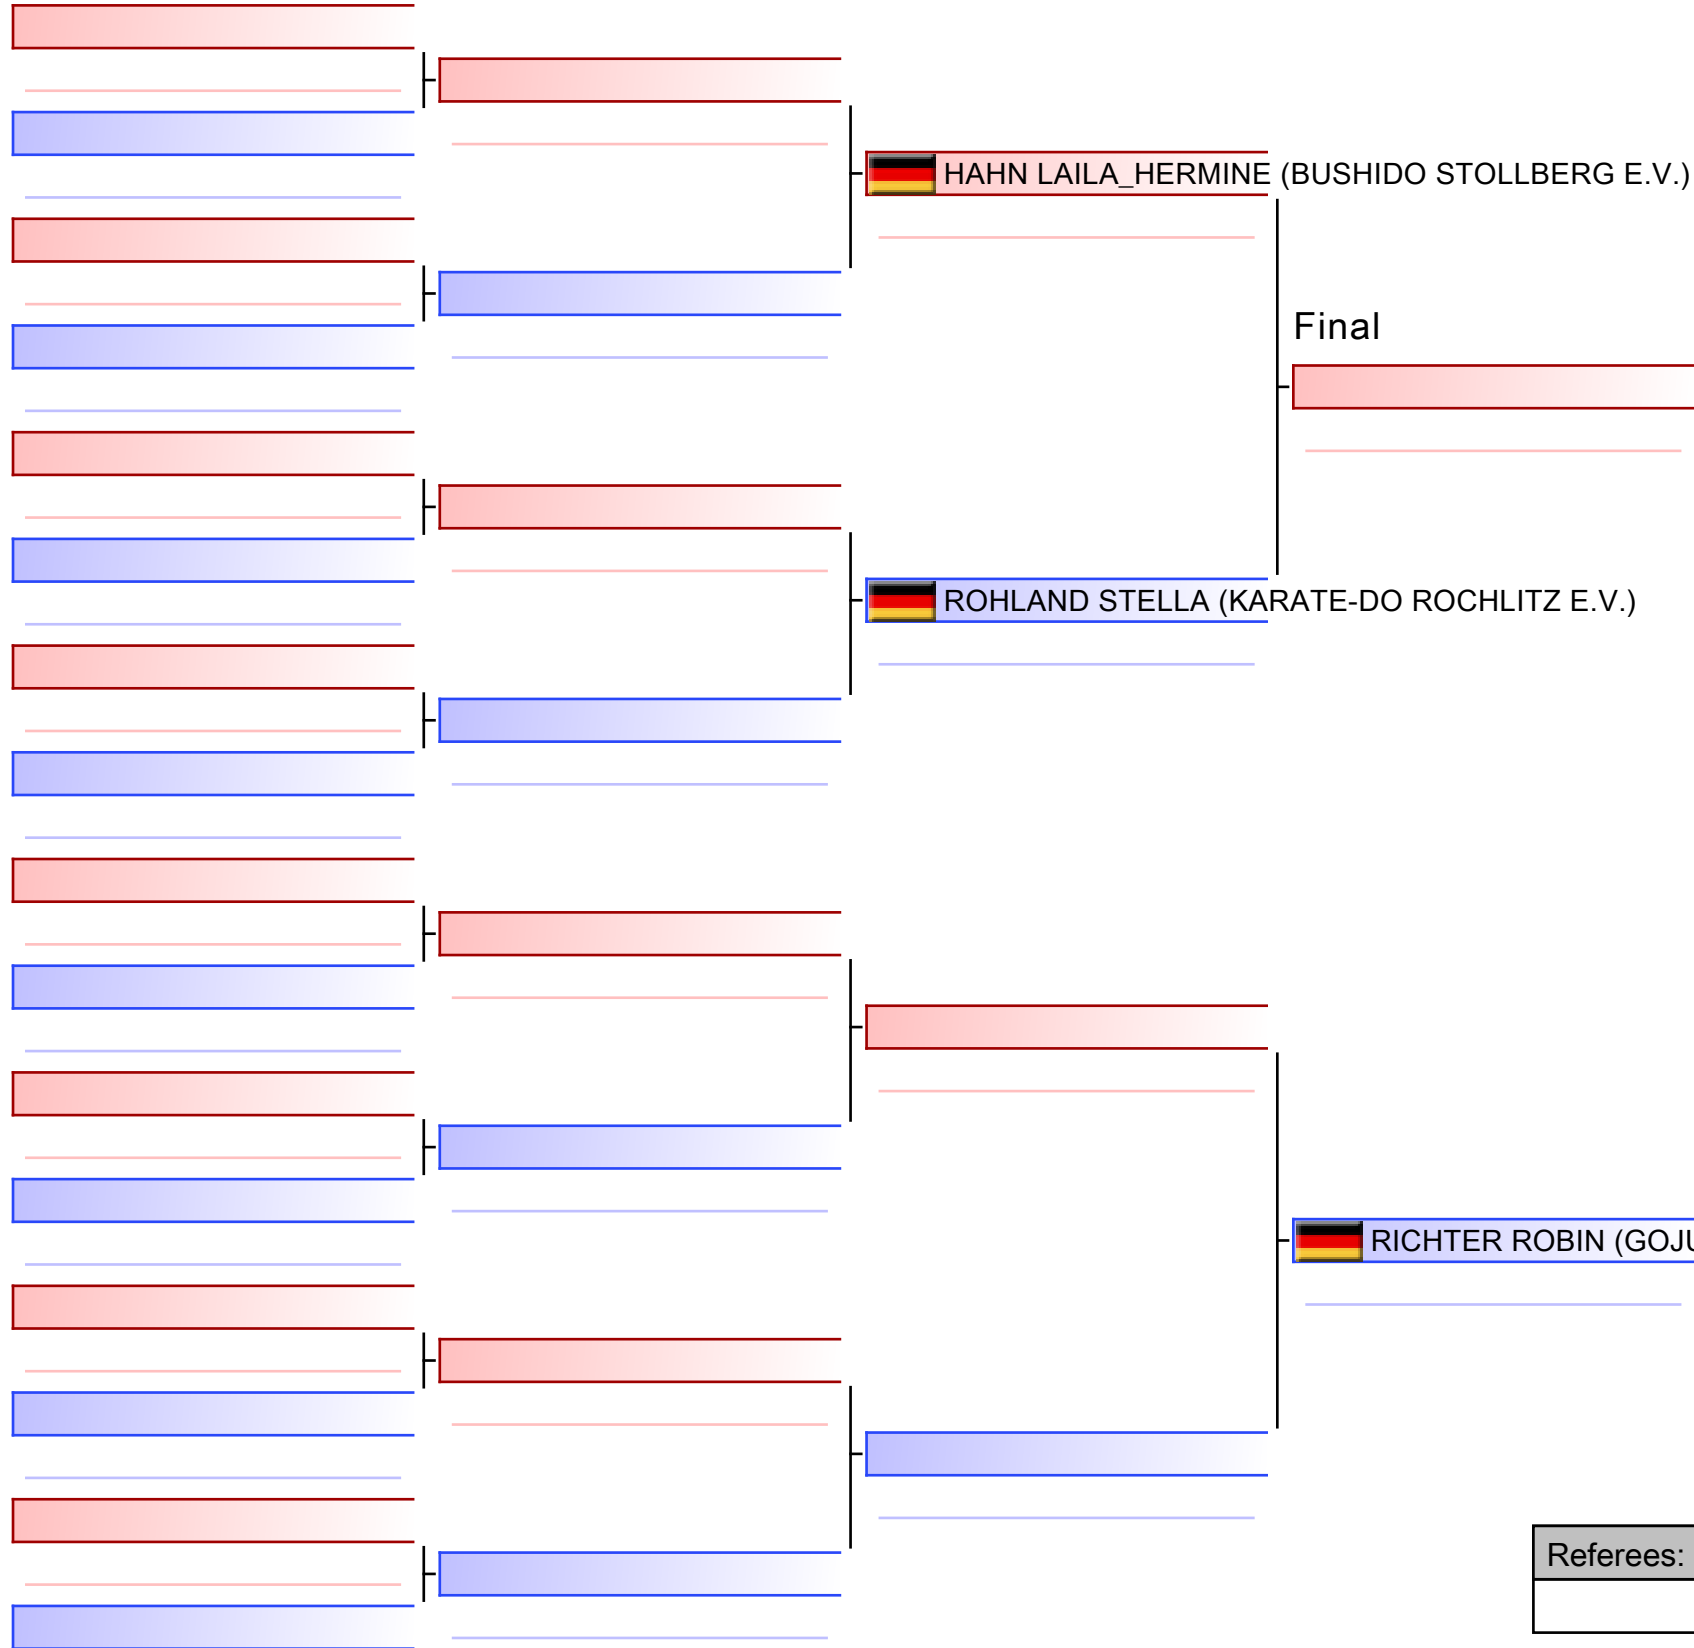 HAHN LAILA_HERMINE (BUSHIDO STOLLBERG E.V.)
Final
ROHLAND STELLA (KARATE-DO ROCHLITZ E.V.)
RICHTER ROBIN
Referees: